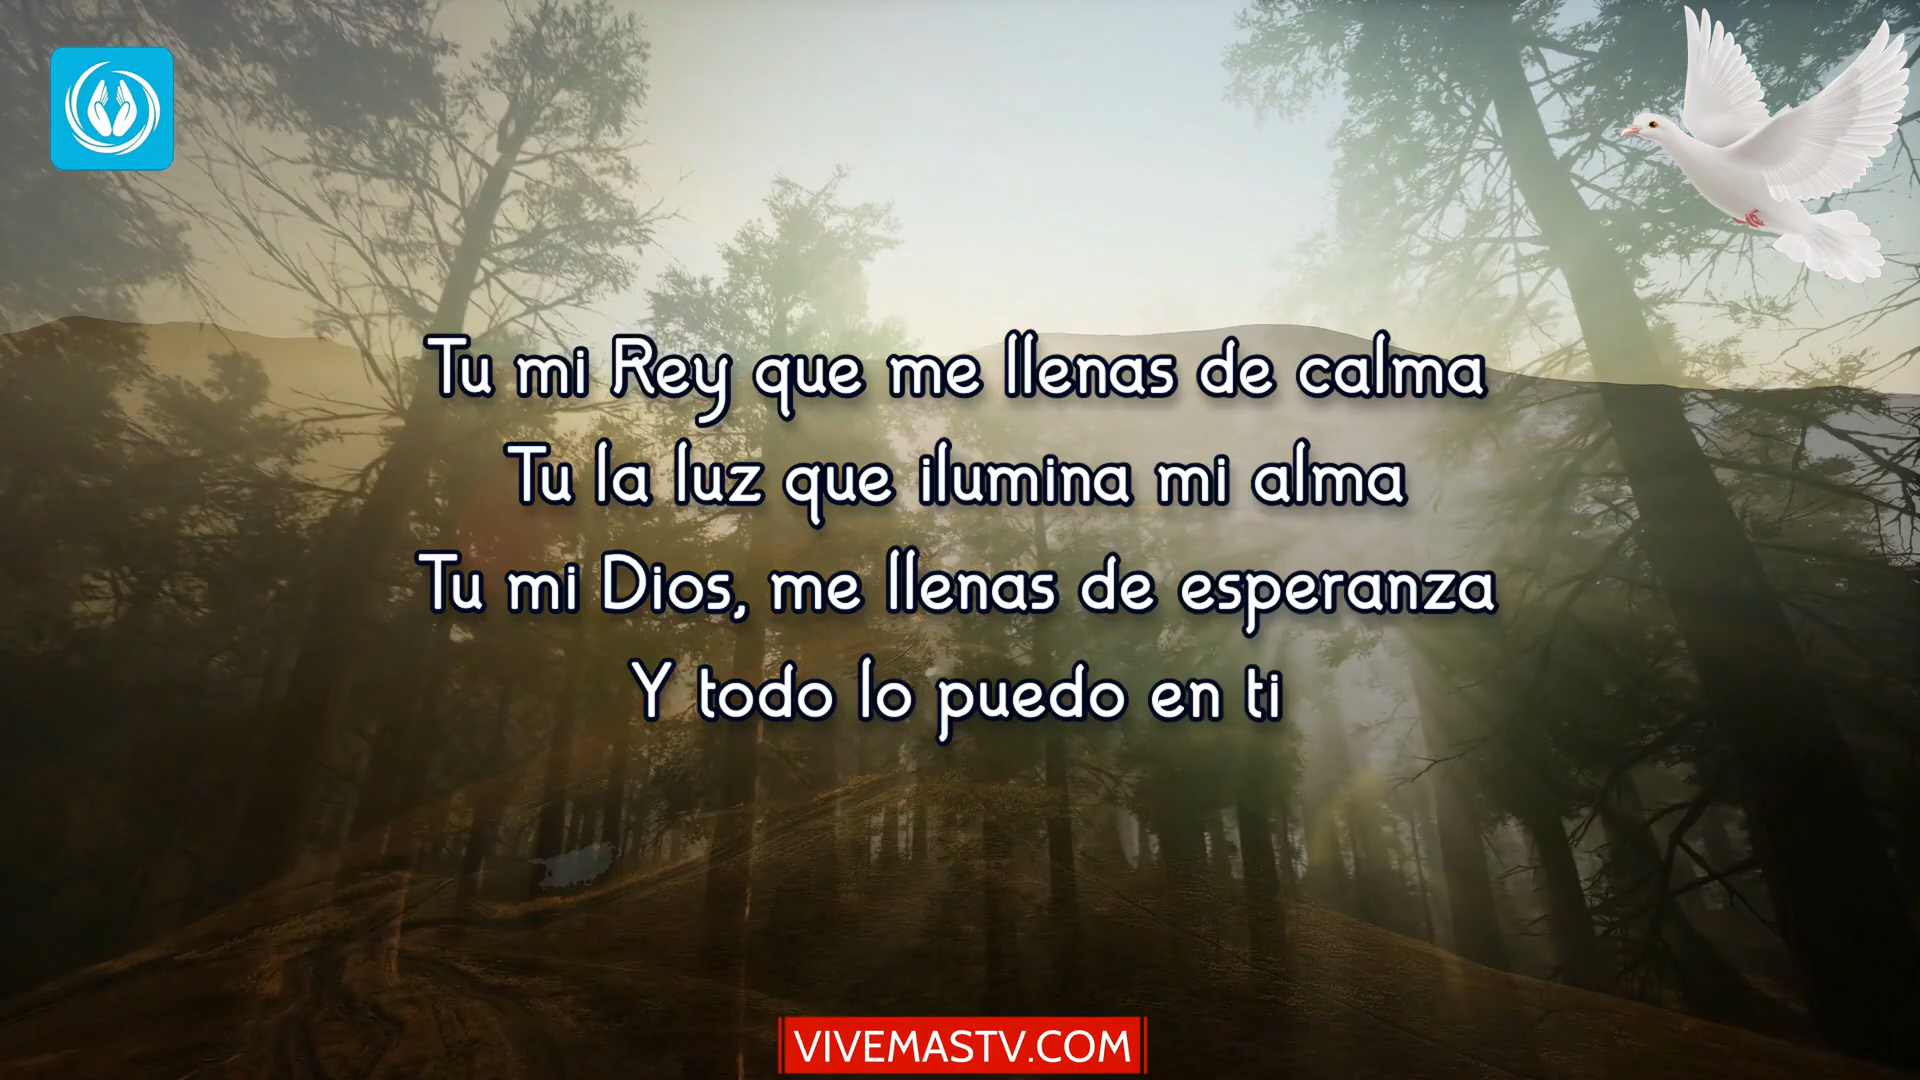 Tu mi Rey que me llenas de calma
Tu la luz que ilumina mi alma
Tu mi Dios, me llenas de esperanza
Y todo lo puedo en ti
VIVEMASTV.COM